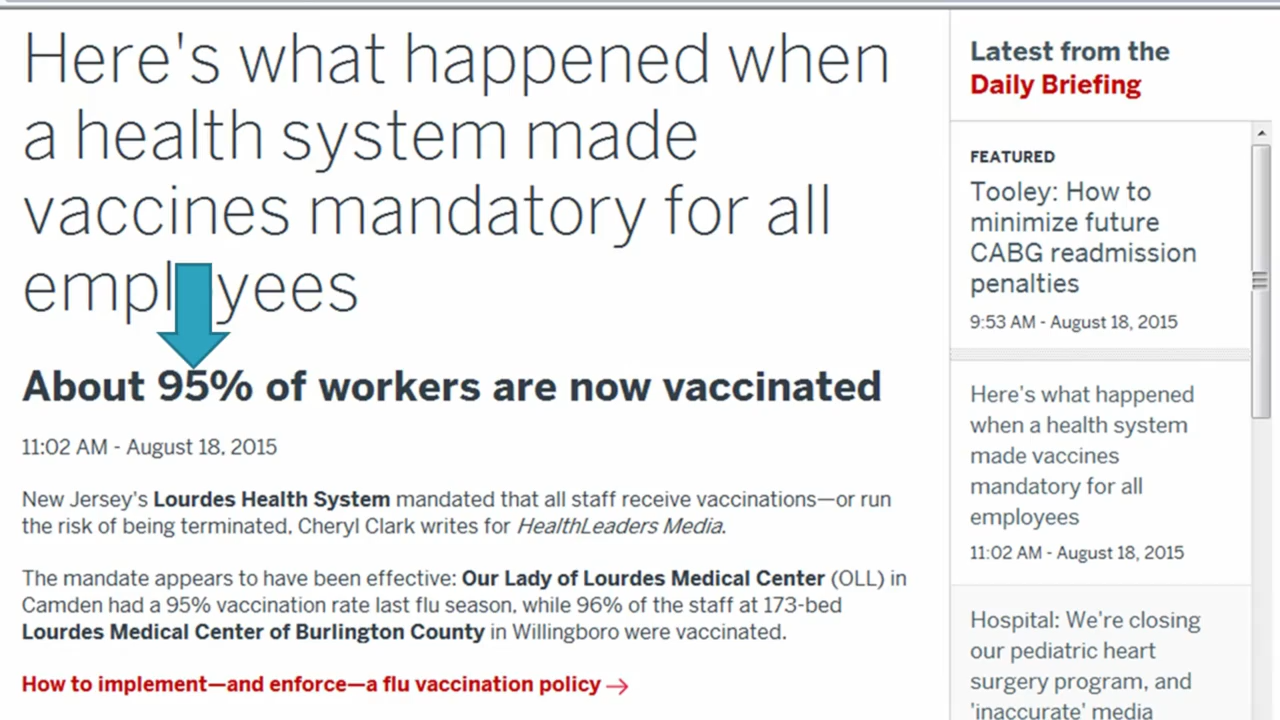 Here's what happened when
a health system made
vaccines mandatory for all
empl yees
About 95% of workers are now vaccinated
11:02 AM - August 18, 2015
New Jersey's Lourdes Health System mandated that all staff receive vaccinations—or run
the risk of being terminated, Cheryl Clark writes for HealthLeaders Media.
The mandate appears to have been effective: Our Lady of Lourdes Medical Center (OLL) in
Camden had a 95% vaccination rate last flu season, while 96% of the staff at 173-bed
Lourdes Medical Center of Burlington County in Willingboro were vaccinated.
How to implement—and enforce—a flu vaccination policy →
Latest from the
Daily Briefing
FEATURED
Tooley: How to
minimize future
CABG readmission
penalties
9:53 AM - August 18, 2015
Here's what happened
when a health system
made vaccines
mandatory for all
employees
11:02 AM - August 18, 2015
Hospital: We're closing
our pediatric heart
surgery program, and
'inaccurate' media